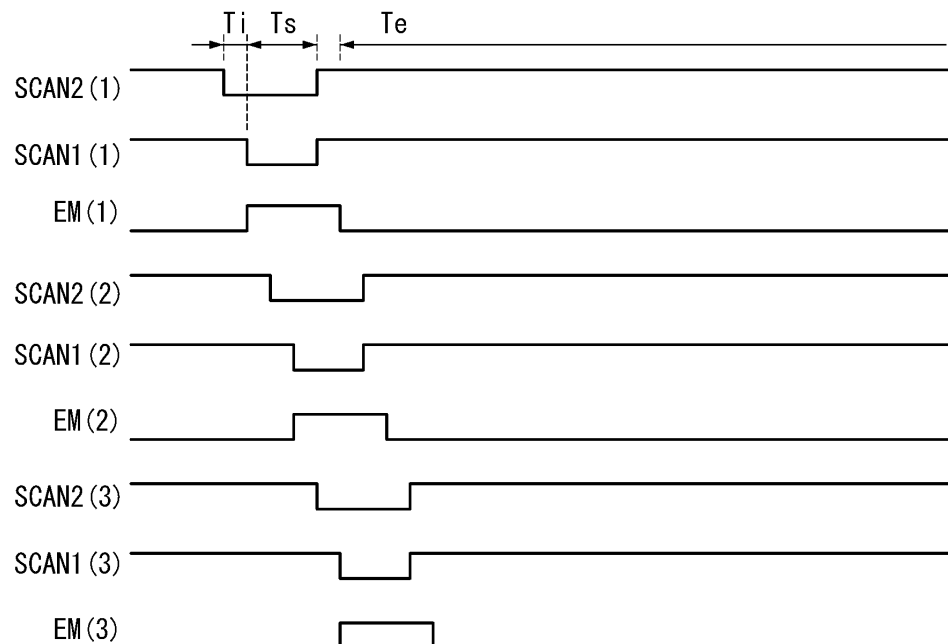 Ti Ts Te
SCAN2(1)
SCAN1(1)
EM(1)
SCAN2(2)
SCAN1(2)
EM(2)
SCAN2(3)
SCAN1(3)
EM(3)